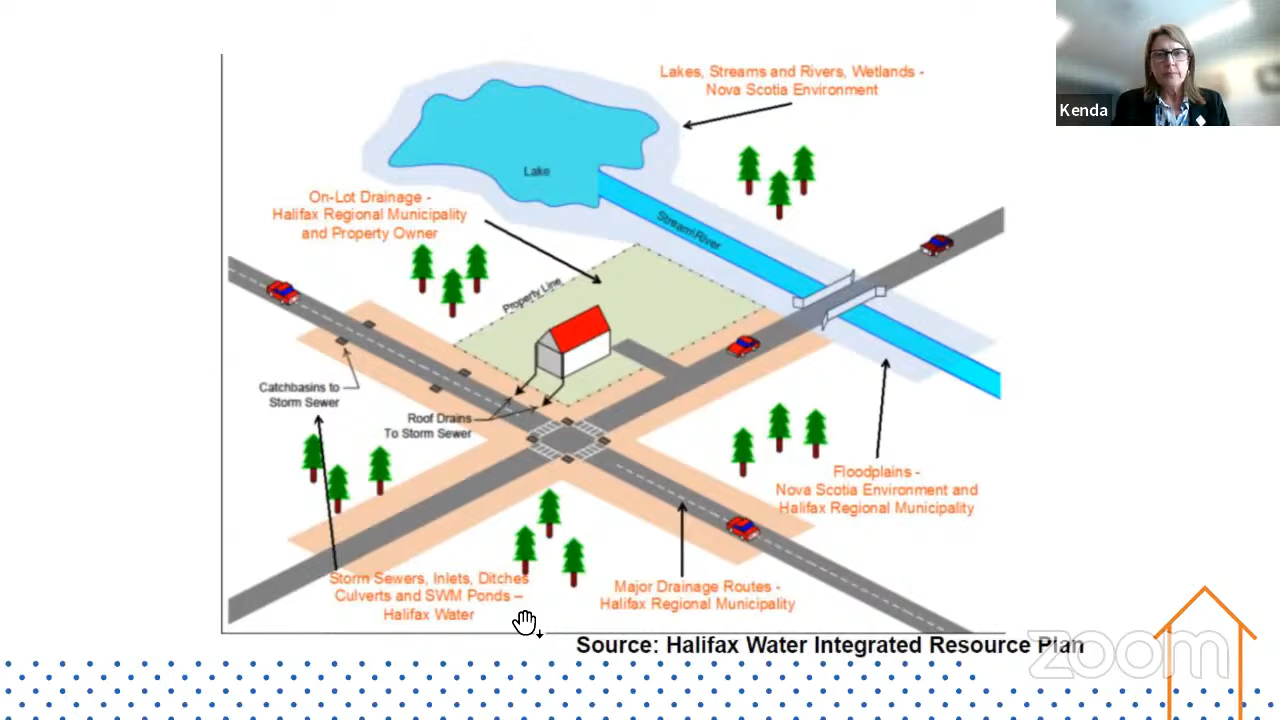 Lakes, Streams and Rivers, Wetlands -
Nova Scotia Environment
Kenda
Lake
On-Lot Drainage -
Halifax Regional Municipality
and Property Owner
Stream/River
Property Line
Catchbasins to
Storm Sewer
Roof Drains
To Storm Sewer
Floodplains -
Nova Scotia Environment and
Halifax Regional Municipality
Storm Sewers, Inlets, Ditches
Culverts and SWM Ponds –
Halifax Water
Major Drainage Routes -
Halifax Regional Municipality
Source: Halifax Water Integrated Resource Plan
zoom